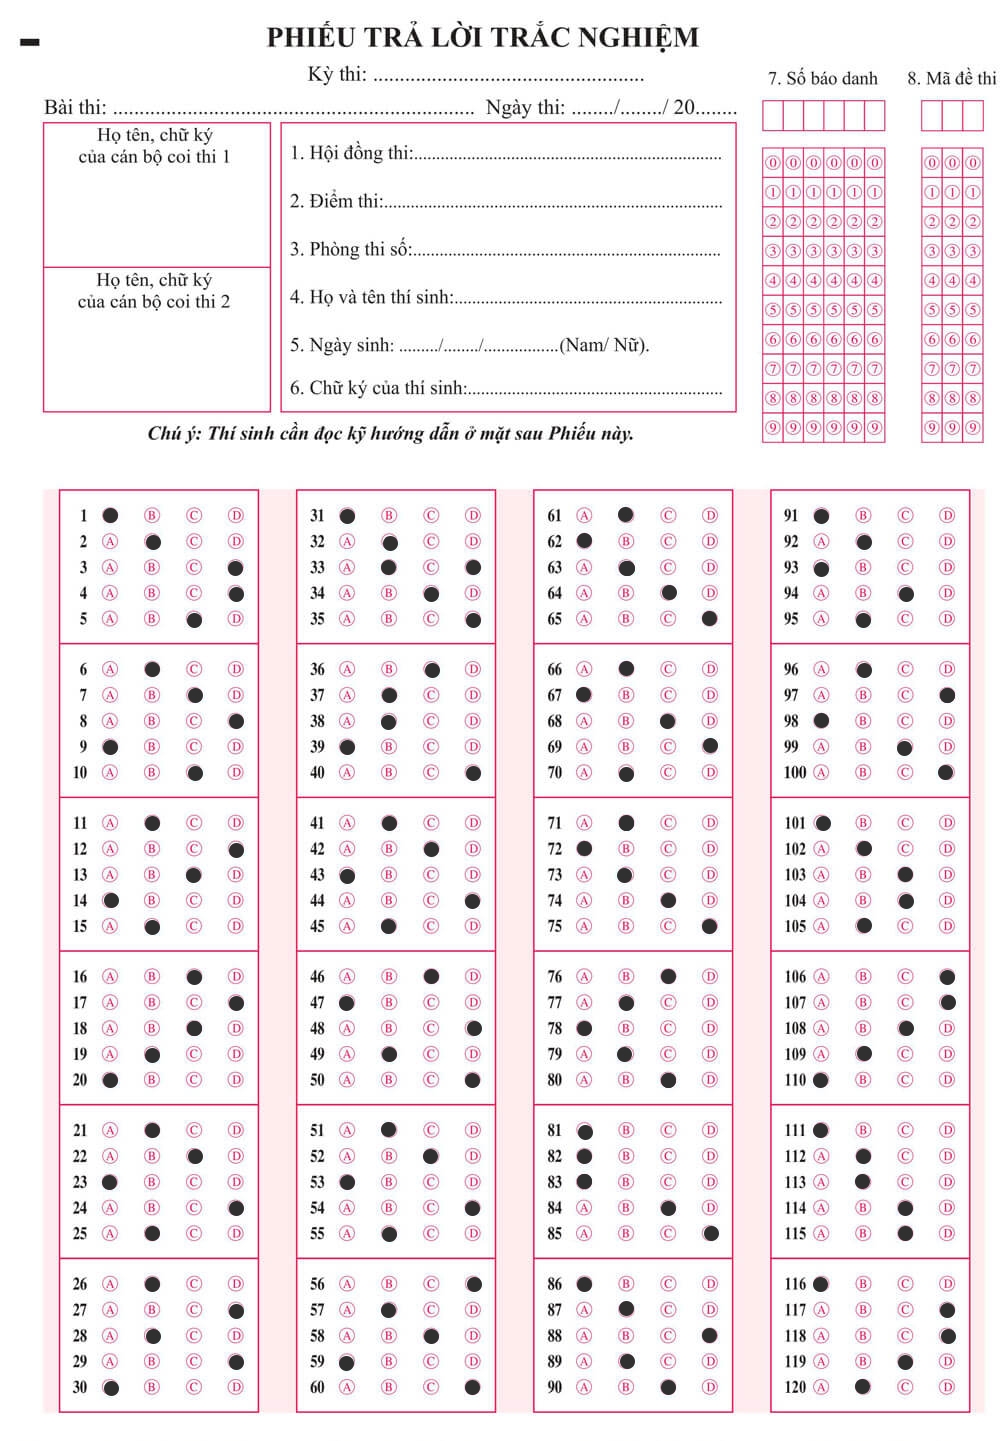 PHIẾU TRẢ LỜI TRẮC NGHIỆM
Kỳ thi: ...................................................
Bài thi: .................................................................... Ngày thi: ......../......../ 20........
7. Số báo danh
8. Mã đề thi
Họ tên, chữ ký
của cán bộ coi thi 1
Họ tên, chữ ký
của cán bộ coi thi 2
1. Hội đồng thi:....................................................................
2. Điểm thi:...........................................................................
3. Phòng thi số:....................................................................
4. Họ và tên thí sinh:...........................................................
5. Ngày sinh: ........./......../.................(Nam/ Nữ).
6. Chữ ký của thí sinh:........................................................
0 0 0 0 0 0 0 0 0
1 1 1 1 1 1 1 1 1
2 2 2 2 2 2 2 2 2
3 3 3 3 3 3 3 3 3
4 4 4 4 4 4 4 4 4
5 5 5 5 5 5 5 5 5
6 6 6 6 6 6 6 6 6
7 7 7 7 7 7 7 7 7
8 8 8 8 8 8 8 8 8
9 9 9 9 9 9 9 9 9
Chú ý: Thí sinh cần đọc kỹ hướng dẫn ở mặt sau Phiếu này.
1 B C D
2 A C D
3 A B C
4 A B C
5 A B D
6 A C D
7 A B D
8 A B C
9 B C D
10 A B D
11 A C D
12 A B C
13 A B D
14 B C D
15 A C D
16 A B D
17 A B C
18 A B D
19 A C D
20 B C D
21 A C D
22 A B D
23 B C D
24 A B C
25 A C D
26 A C D
27 A B C
28 A C D
29 A B C
30 B C D
31 B C D
32 A C D
33 A C
34 A B D
35 A B C
36 A B D
37 A C D
38 A C D
39 B C D
40 A B C
41 A C D
42 A B D
43 B C D
44 A B C
45 A C D
46 A B D
47 B C D
48 A B C
49 A C D
50 A B C
51 A C D
52 A B D
53 B C D
54 A B C
55 A C D
56 A B C
57 A C D
58 A B D
59 B C D
60 A B C
61 A C D
62 B C D
63 A C D
64 A B D
65 A B C
66 A C D
67 B C D
68 A B D
69 A B C
70 A C D
71 A C D
72 B C D
73 A C D
74 A B D
75 A B C
76 A B D
77 A C D
78 B C D
79 A C D
80 A B D
81 B C D
82 B C D
83 B C D
84 A B D
85 A B C
86 B C D
87 A C D
88 A B C
89 A C D
90 A B D
91 B C D
92 A C D
93 B C D
94 A B D
95 A C D
96 A C D
97 A B C
98 B C D
99 A B D
100 A B C
101 B C D
102 A C D
103 A B D
104 A B D
105 A C D
106 A B C
107 A B C
108 A B D
109 A C D
110 B C D
111 B C D
112 A C D
113 A C D
114 A B D
115 A B D
116 B C D
117 A B C
118 A B C
119 A B D
120 A C D